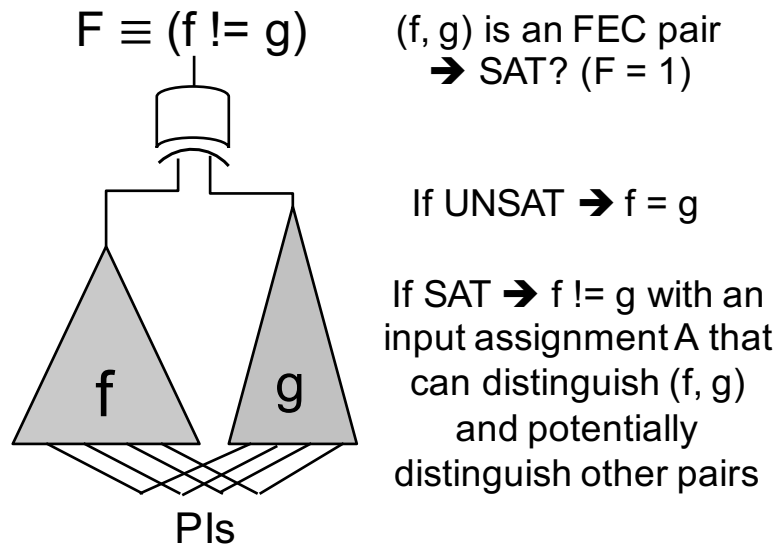 F ≡ (f != g)
(f, g) is an FEC pair
➔ SAT? (F = 1)
If UNSAT ➔ f = g
If SAT ➔ f != g with an
input assignment A that
can distinguish (f, g)
and potentially
distinguish other pairs
f
g
PIs